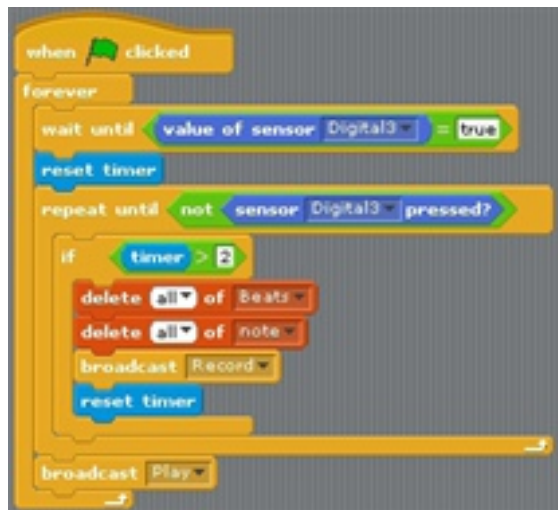 when clicked
forever
wait until value of sensor Digital3 = true
reset timer
repeat until not sensor Digital3 pressed?
if timer > 2
delete all of Beats
delete all of note
broadcast Record
reset timer
broadcast Play